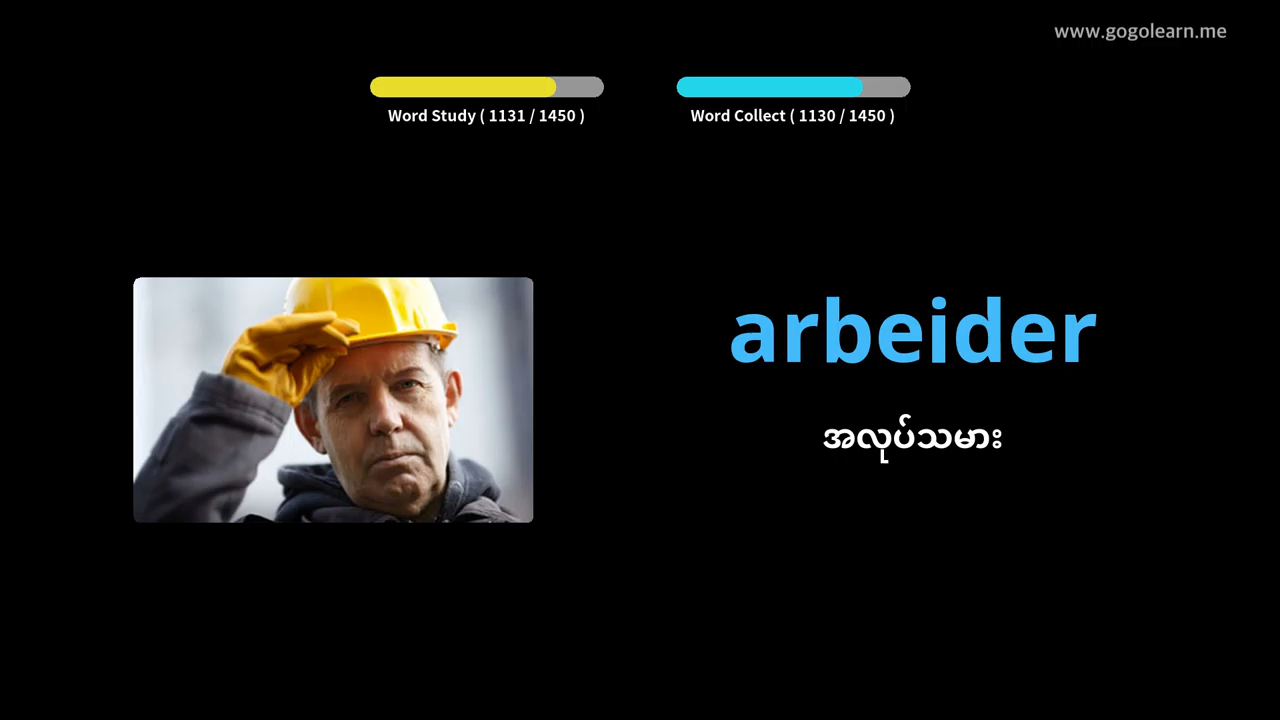 www.gogolearn.me
Word Study ( 1131 / 1450 )
Word Collect ( 1130 / 1450 )
arbeider
အလုပ်သမား